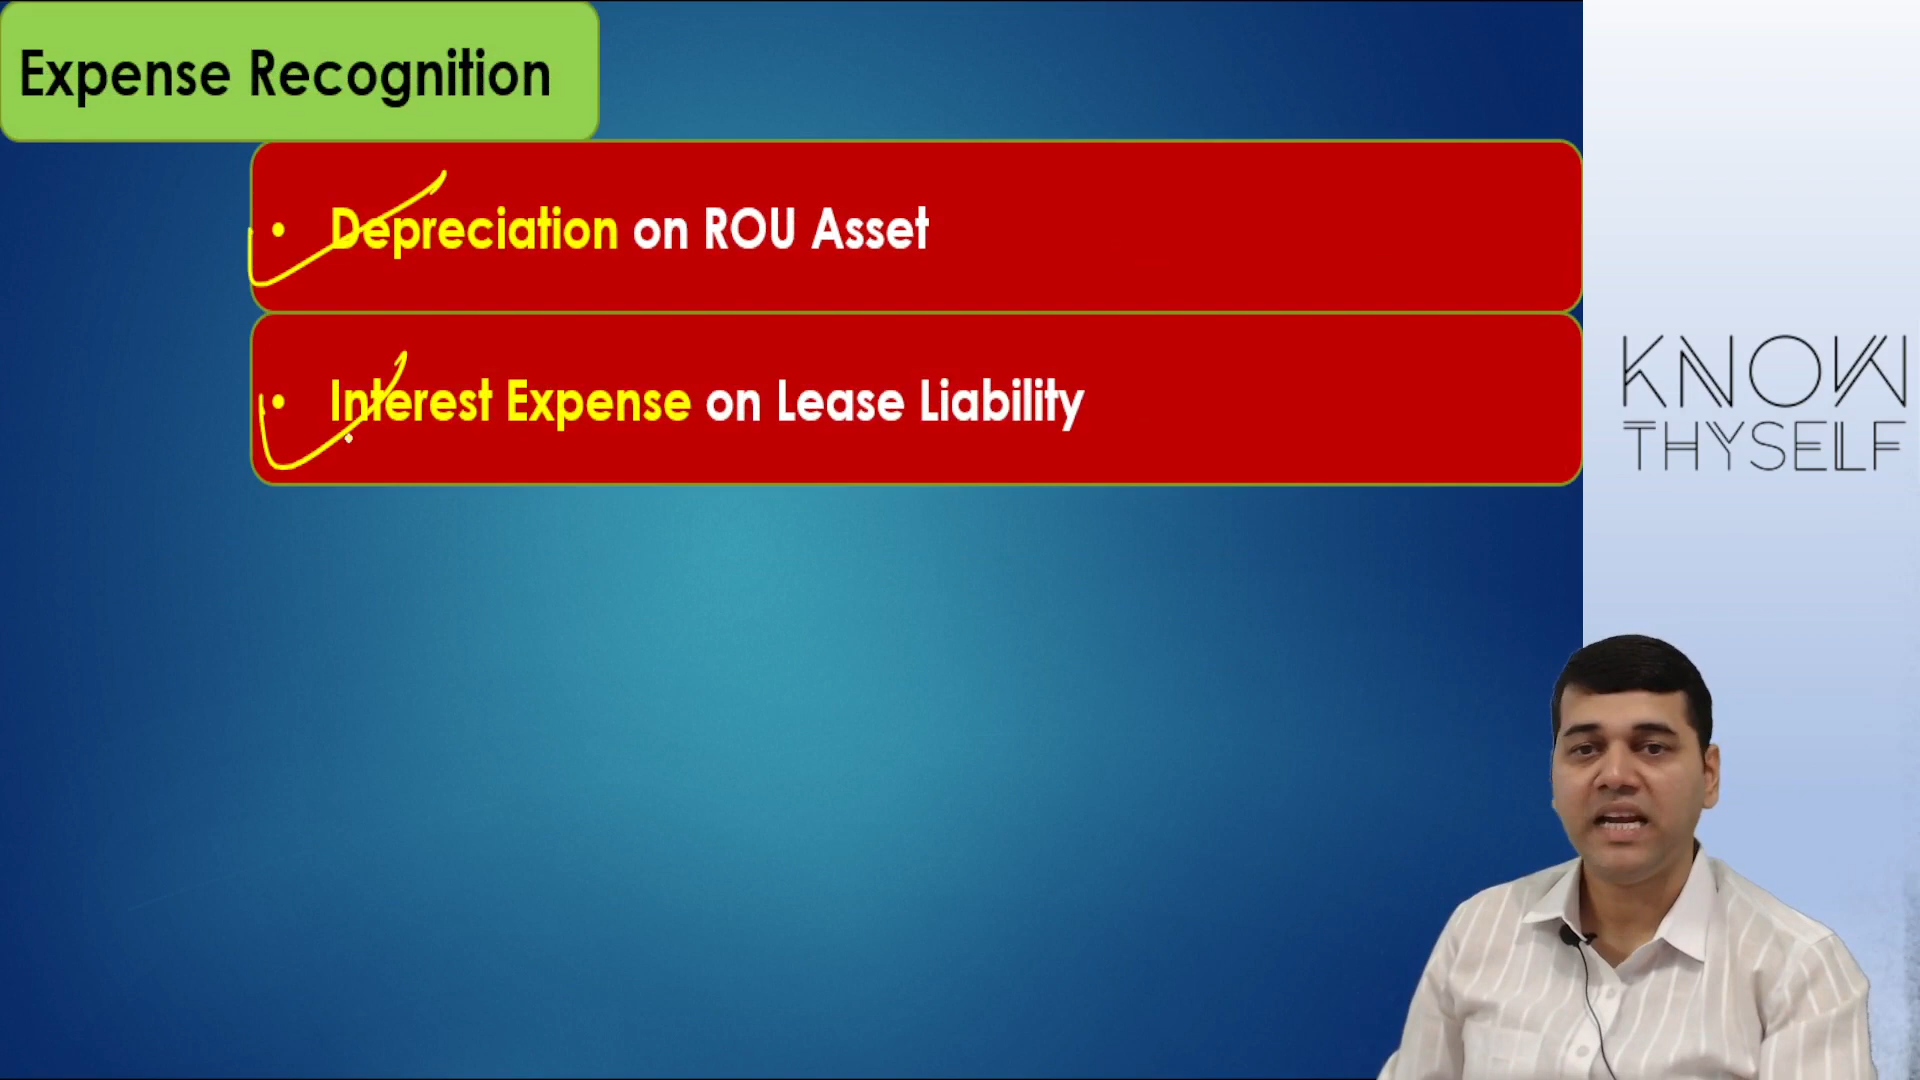 Expense Recognition
• Depreciation on ROU Asset
• Interest Expense on Lease Liability
KNOW
THYSELF